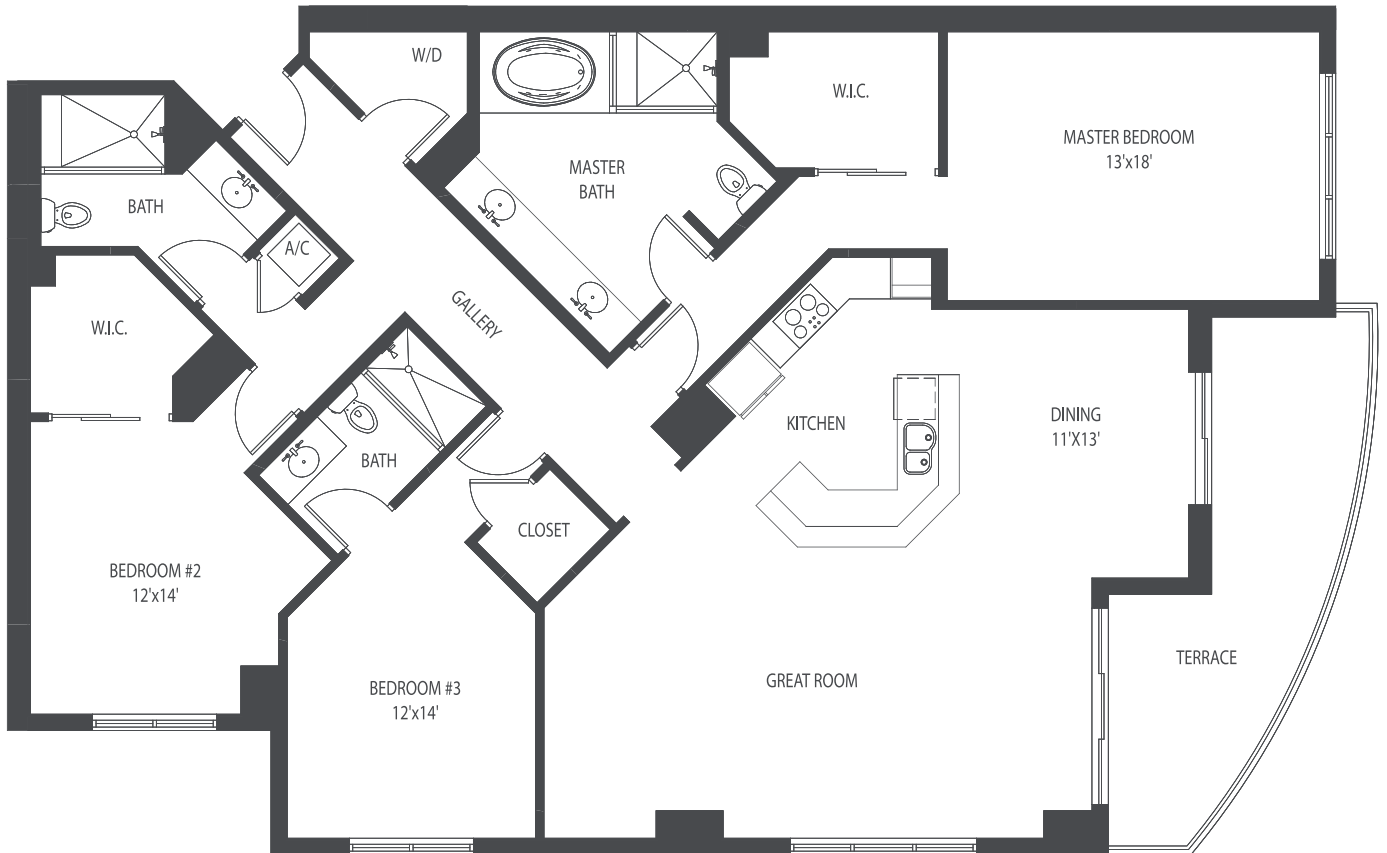 W/D
W.I.C.
MASTER BEDROOM
13'x18'
MASTER
BATH
BATH
A/C
GALLERY
W.I.C.
KITCHEN
DINING
11'X13'
BATH
CLOSET
BEDROOM #2
12'x14'
TERRACE
GREAT ROOM
BEDROOM #3
12'x14'